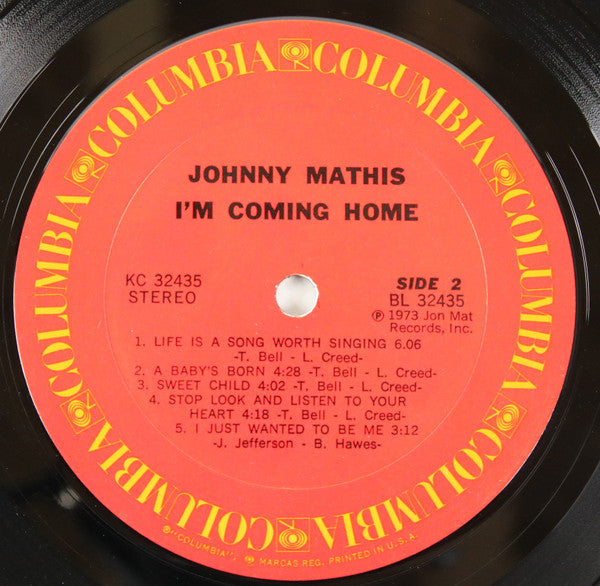 COLUMBIA COLUMBIA COLUMBIA COLUMBIA COLUMBIA COLUMBIA
JOHNNY MATHIS
I'M COMING HOME
KC 32435
STEREO
SIDE 2
BL 32435
Ⓟ 1973 Jon Mat
Records, Inc.
1. LIFE IS A SONG WORTH SINGING 6.06
-T. Bell - L. Creed-
2. A BABY'S BORN 4:28 -T. Bell - L. Creed-
3. SWEET CHILD 4:02 -T. Bell - L. Creed-
4. STOP LOOK AND LISTEN TO YOUR
HEART 4:18 -T. Bell - L. Creed-
5. I JUST WANTED TO BE ME 3:12
-J. Jefferson - B. Hawes-
®"COLUMBIA", MARCAS REG. PRINTED IN U.S.A.